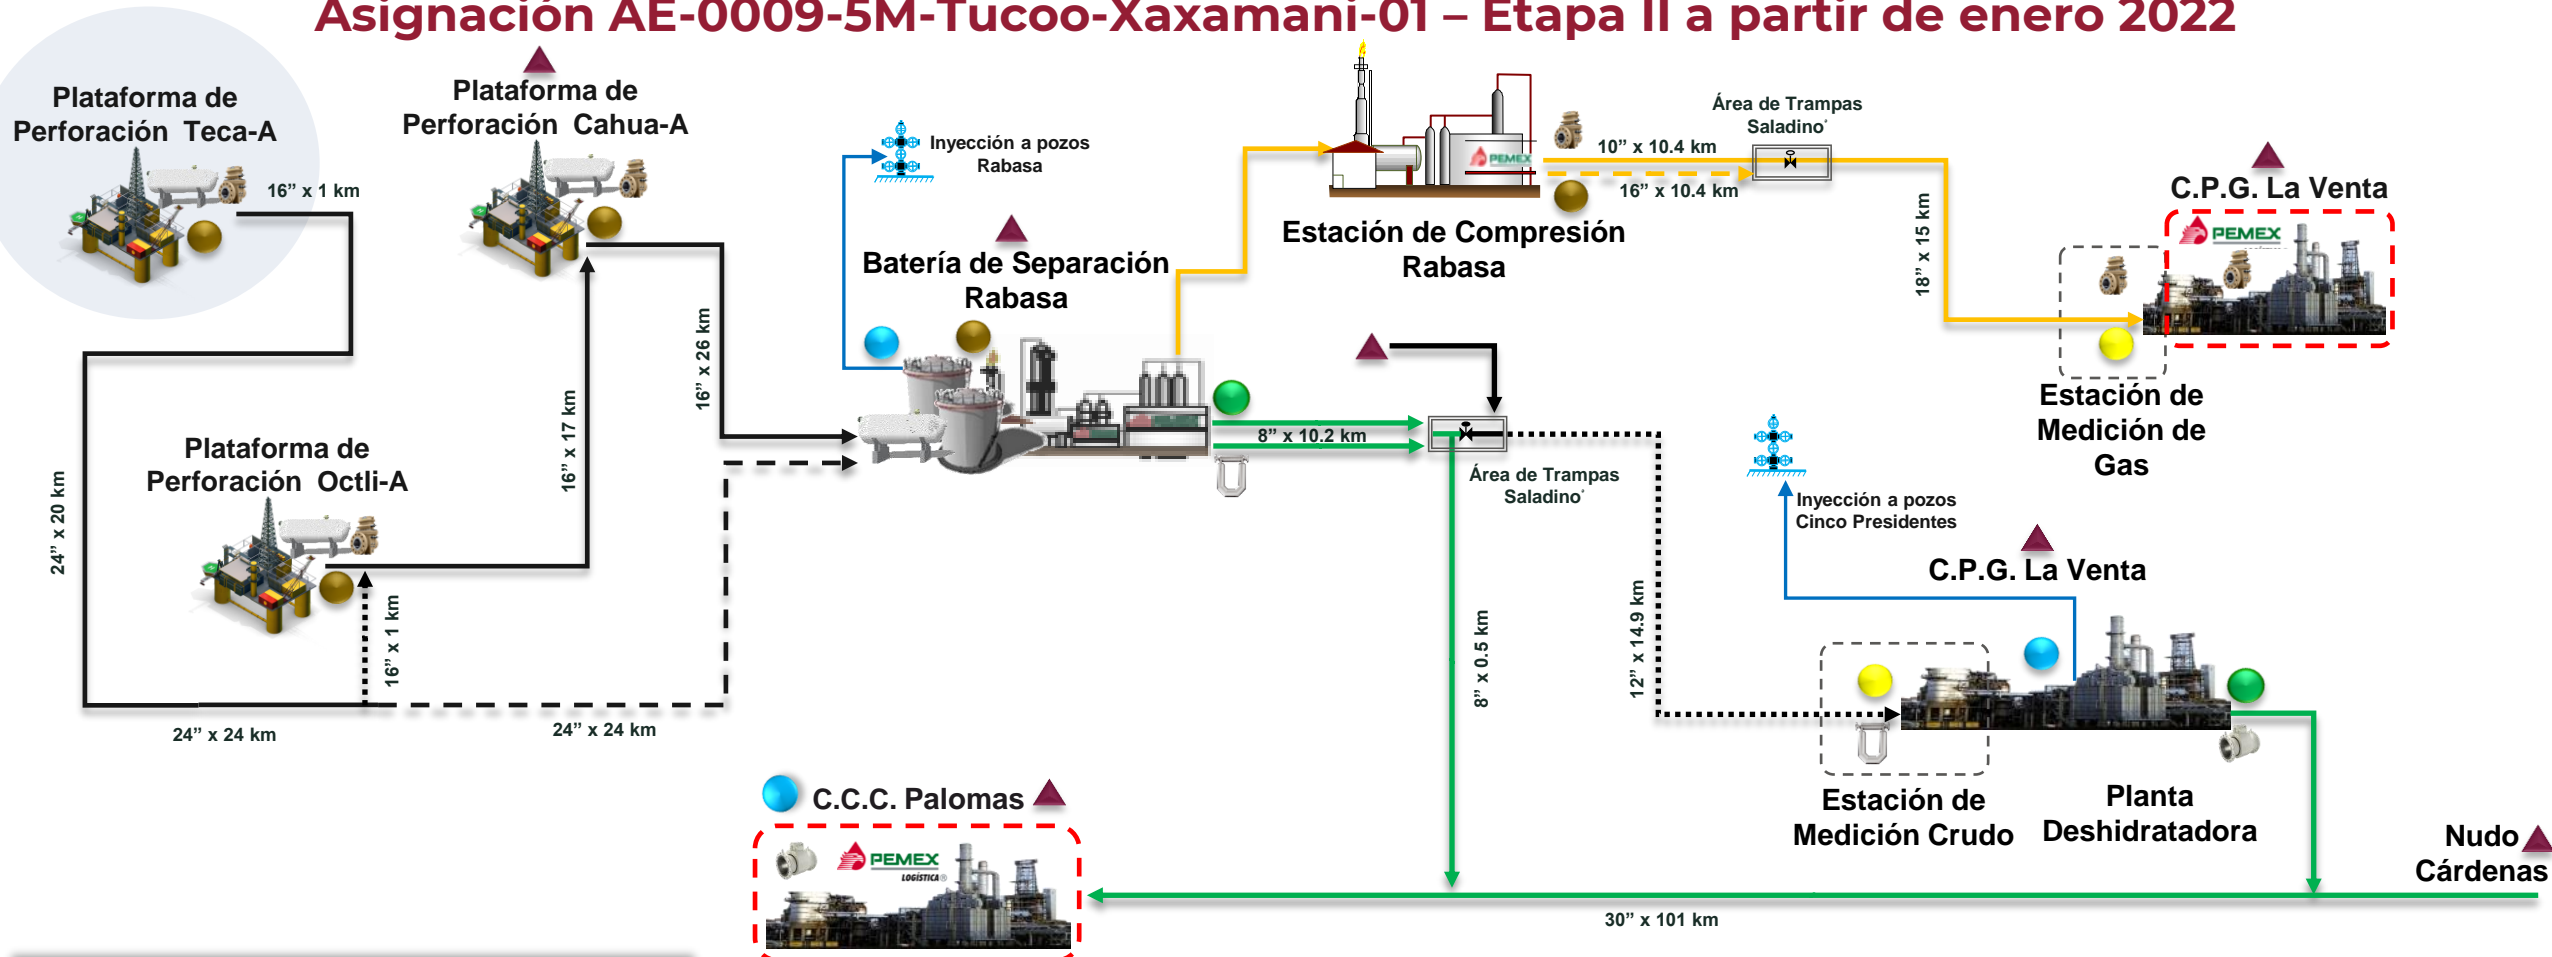 Asignación AE-0009-5M-Tucoo-Xaxamani-01 – Etapa II a partir de enero 2022
Plataforma de
Perforación Teca-A
16” x 1 km
Plataforma de
Perforación Cahua-A
Inyección a pozos
Rabasa
Batería de Separación
Rabasa
PEMEX
Estación de Compresión
Rabasa
10” x 10.4 km
16” x 10.4 km
Área de Trampas
Saladino
18” x 15 km
C.P.G. La Venta
PEMEX
Estación de
Medición de
Gas
16” x 26 km
16” x 17 km
Plataforma de
Perforación Octli-A
24” x 20 km
16” x 1 km
24” x 24 km
24” x 24 km
8” x 10.2 km
Área de Trampas
Saladino
8” x 0.5 km
12” x 14.9 km
Inyección a pozos
Cinco Presidentes
C.P.G. La Venta
Estación de
Medición Crudo
Planta
Deshidratadora
Nudo
Cárdenas
C.C.C. Palomas
PEMEX
LOGÍSTICA®
30” x 101 km